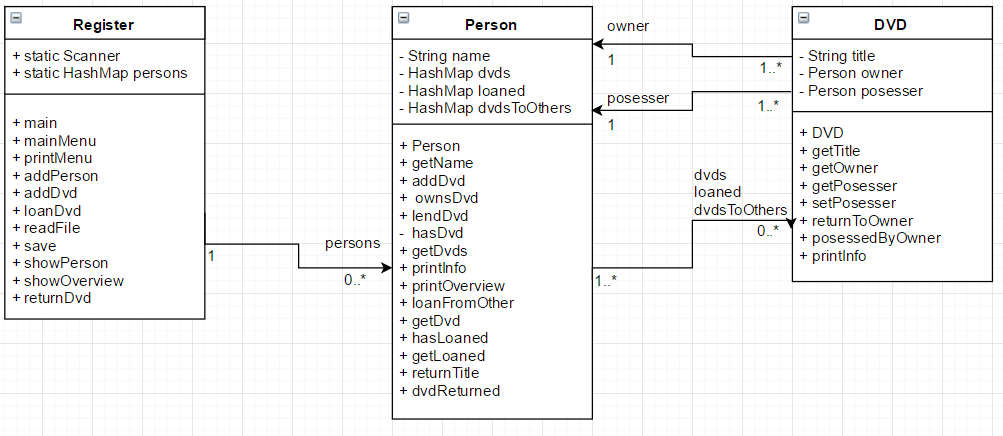 Register
+ static Scanner
+ static HashMap persons
+ main
+ mainMenu
+ printMenu
+ addPerson
+ addDvd
+ loanDvd
+ readFile
+ save
+ showPerson
+ showOverview
+ returnDvd
1
persons
0..*
Person
- String name
- HashMap dvds
- HashMap loaned
- HashMap dvdsToOthers
+ Person
+ getName
+ addDvd
+ ownsDvd
+ lendDvd
- hasDvd
+ getDvds
+ printInfo
+ printOverview
+ loanFromOther
+ getDvd
+ hasLoaned
+ getLoaned
+ returnTitle
+ dvdReturned
owner
1
1..*
posesser
1
1..*
dvds
loaned
dvdsToOthers
0..*
1..*
DVD
- String title
- Person owner
- Person posesser
+ DVD
+ getTitle
+ getOwner
+ getPosesser
+ setPosesser
+ returnToOwner
+ posessedByOwner
+ printInfo